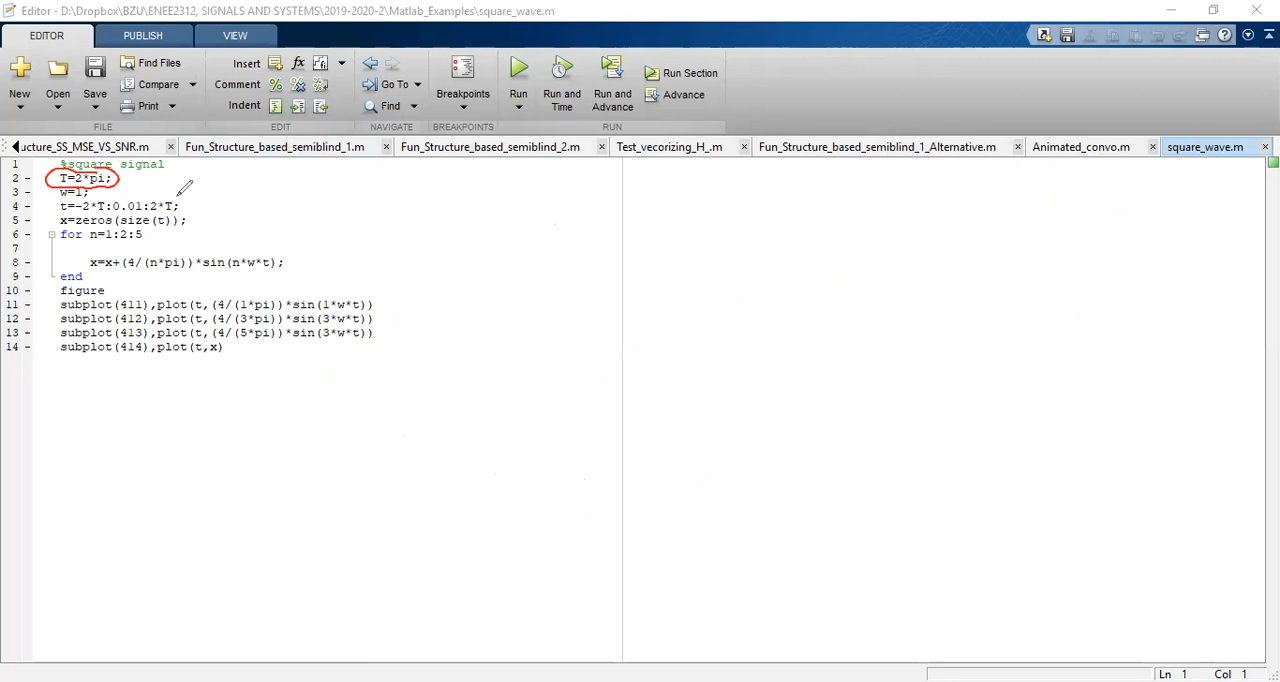 Editor - D:\Dropbox\BZU\ENEE2312, SIGNALS AND SYSTEMS\2019-2020-2\Matlab_Examples\square_wave.m
EDITOR PUBLISH VIEW
New Open Save Find Files Compare Print FILE
Insert fx Comment Indent EDIT
Go To Find NAVIGATE
Breakpoints BREAKPOINTS
Run Run and Time Run and Advance Run Section Advance RUN
ucture_SS_MSE_VS_SNR.m Fun_Structure_based_semiblind_1.m Fun_Structure_based_semiblind_2.m Test_vecorizing_H_.m Fun_Structure_based_semiblind_1_Alternative.m Animated_convo.m square_wave.m
1 %square signal
2 - T=2*pi;
3 - w=1;
4 - t=-2*T:0.01:2*T;
5 - x=zeros(size(t));
6 - for n=1:2:5
7
8 - x=x+(4/(n*pi))*sin(n*w*t);
9 - end
10 - figure
11 - subplot(411),plot(t,(4/(1*pi))*sin(1*w*t))
12 - subplot(412),plot(t,(4/(3*pi))*sin(3*w*t))
13 - subplot(413),plot(t,(4/(5*pi))*sin(3*w*t))
14 - subplot(414),plot(t,x)
Ln 1 Col 1